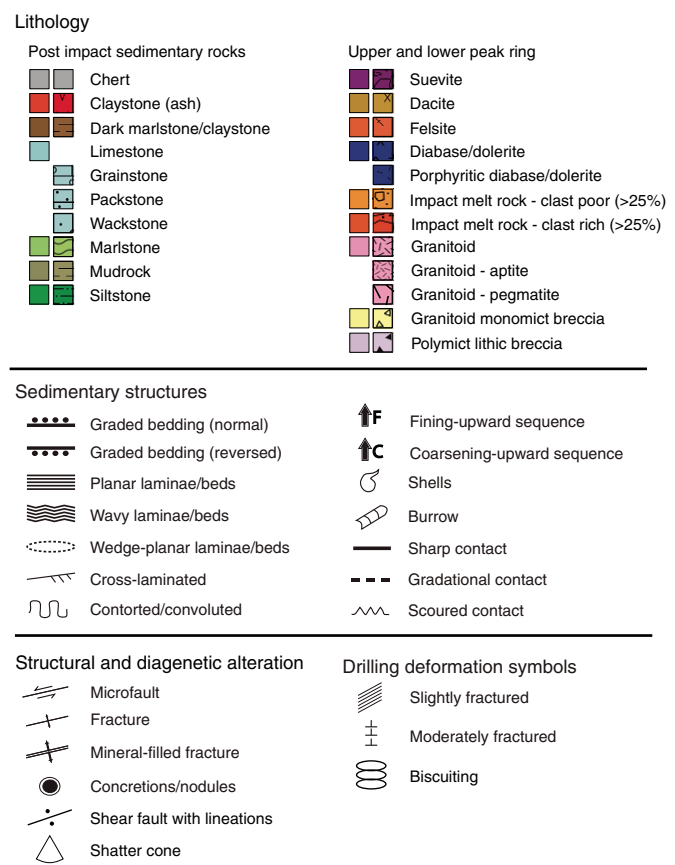 Lithology
Post impact sedimentary rocks
Chert
Claystone (ash)
Dark marlstone/claystone
Limestone
Grainstone
Packstone
Wackstone
Marlstone
Mudrock
Siltstone
Upper and lower peak ring
Suevite
Dacite
Felsite
Diabase/dolerite
Porphyritic diabase/dolerite
Impact melt rock - clast poor (>25%)
Impact melt rock - clast rich (>25%)
Granitoid
Granitoid - aptite
Granitoid - pegmatite
Granitoid monomict breccia
Polymict lithic breccia
Sedimentary structures
Graded bedding (normal)
Graded bedding (reversed)
Planar laminae/beds
Wavy laminae/beds
Wedge-planar laminae/beds
Cross-laminated
Contorted/convoluted
F Fining-upward sequence
C Coarsening-upward sequence
Shells
Burrow
Sharp contact
Gradational contact
Scoured contact
Structural and diagenetic alteration
Microfault
Fracture
Mineral-filled fracture
Concretions/nodules
Shear fault with lineations
Shatter cone
Drilling deformation symbols
Slightly fractured
Moderately fractured
Biscuiting